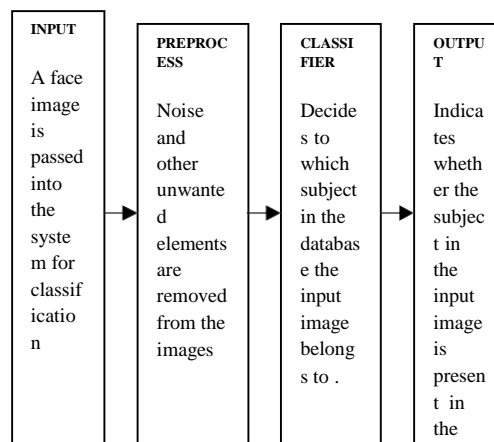 INPUT
A face
image
is
passed
into
the
syste
m for
classif
icatio
n
PREPROC
ESS
Noise
and
other
unwante
d
elements
are
removed
from the
images
CLASSI
FIER
Decide
s to
which
subject
in the
databas
e the
input
image
belong
s to .
OUTPU
T
Indica
tes
wheth
er the
subjec
t in
the
input
image
is
presen
t in
the